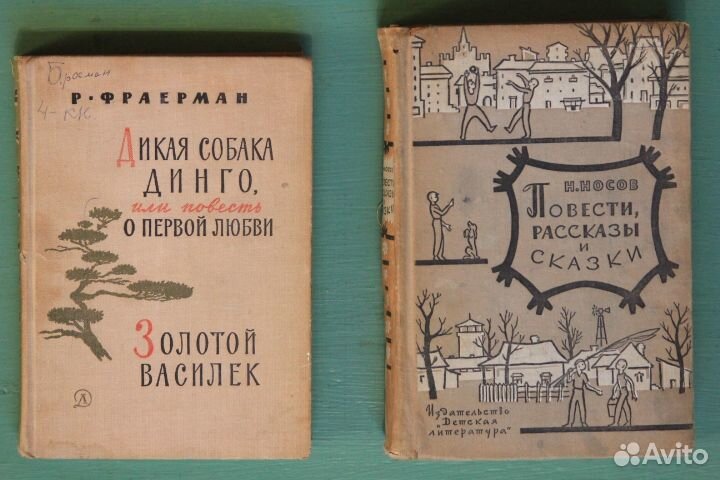 Р·ФРАЕРМАН
ДИКАЯ СОБАКА
ДИНГО,
или повесть
О ПЕРВОЙ ЛЮБВИ
ЗОЛОТОЙ
ВАСИЛЕК
Д
Н. НОСОВ
ПОВЕСТИ,
РАССКАЗЫ
И
СКАЗКИ
Издательство
"Детская
литература"
Avito